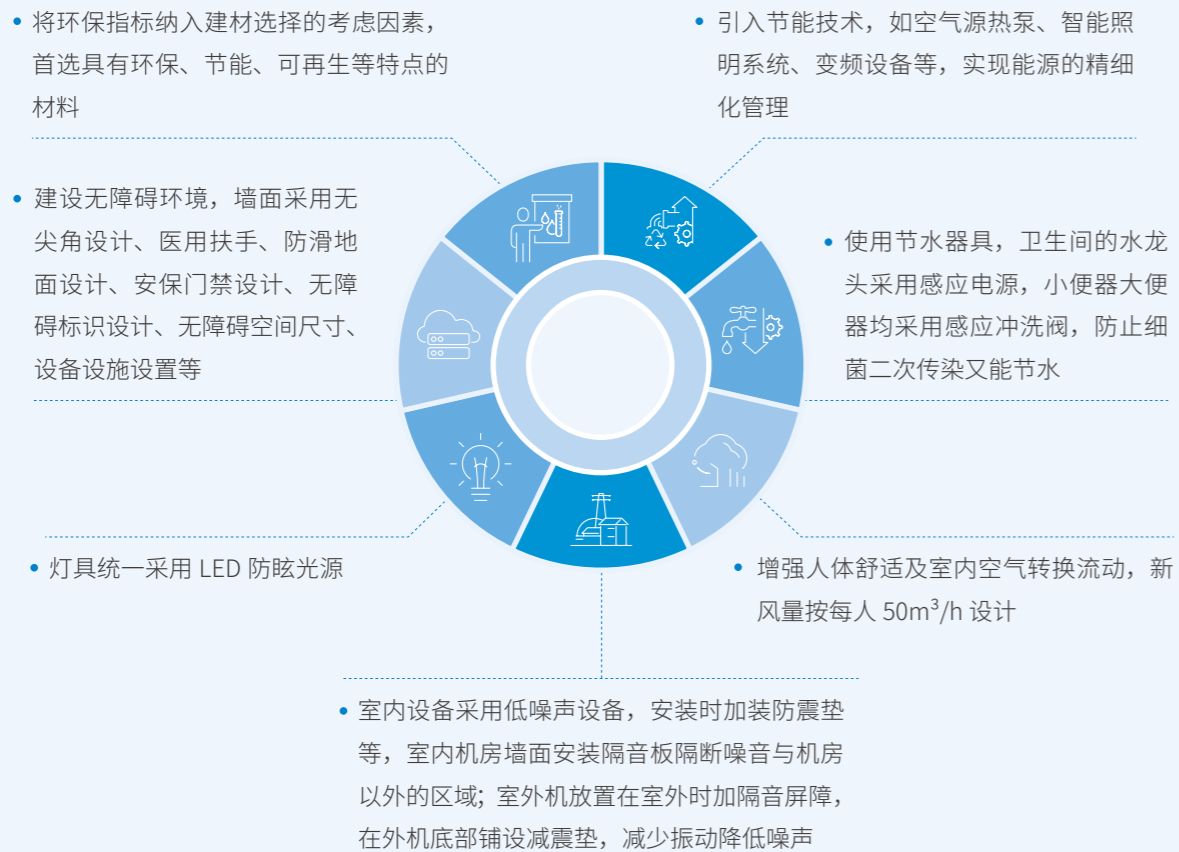 将环保指标纳入建材选择的考虑因素，
首选具有环保、节能、可再生等特点的
材料
引入节能技术，如空气源热泵、智能照
明系统、变频设备等，实现能源的精细
化管理
建设无障碍环境，墙面采用无
尖角设计、医用扶手、防滑地
面设计、安保门禁设计、无障
碍标识设计、无障碍空间尺寸、
设备设施设置等
使用节水器具，卫生间的水龙
头采用感应电源，小便器大便
器均采用感应冲洗阀，防止细
菌二次传染又能节水
灯具统一采用 LED 防眩光源
增强人体舒适及室内空气转换流动，新
风量按每人 50m³/h 设计
室内设备采用低噪声设备，安装时加装防震垫
等，室内机房墙面安装隔音板隔断噪音与机房
以外的区域；室外机放置在室外时加隔音屏障，
在外机底部铺设减震垫，减少振动降低噪声